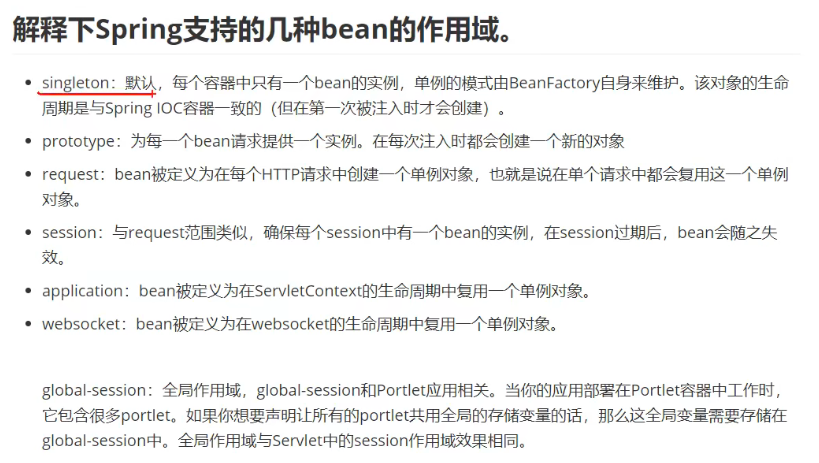 解释下Spring支持的几种bean的作用域。
singleton：默认，每个容器中只有一个bean的实例，单例的模式由BeanFactory自身来维护。该对象的生命
周期是与Spring IOC容器一致的（但在第一次被注入时才会创建）。
prototype：为每一个bean请求提供一个实例。在每次注入时都会创建一个新的对象
request：bean被定义为在每个HTTP请求中创建一个单例对象，也就是说在单个请求中都会复用这一个单例
对象。
session：与request范围类似，确保每个session中有一个bean的实例，在session过期后，bean会随之失
效。
application：bean被定义为在ServletContext的生命周期中复用一个单例对象。
websocket：bean被定义为在websocket的生命周期中复用一个单例对象。
global-session：全局作用域，global-session和Portlet应用相关。当你的应用部署在Portlet容器中工作时，
它包含很多portlet。如果你想要声明让所有的portlet共用全局的存储变量的话，那么这全局变量需要存储在
global-session中。全局作用域与Servlet中的session作用域效果相同。